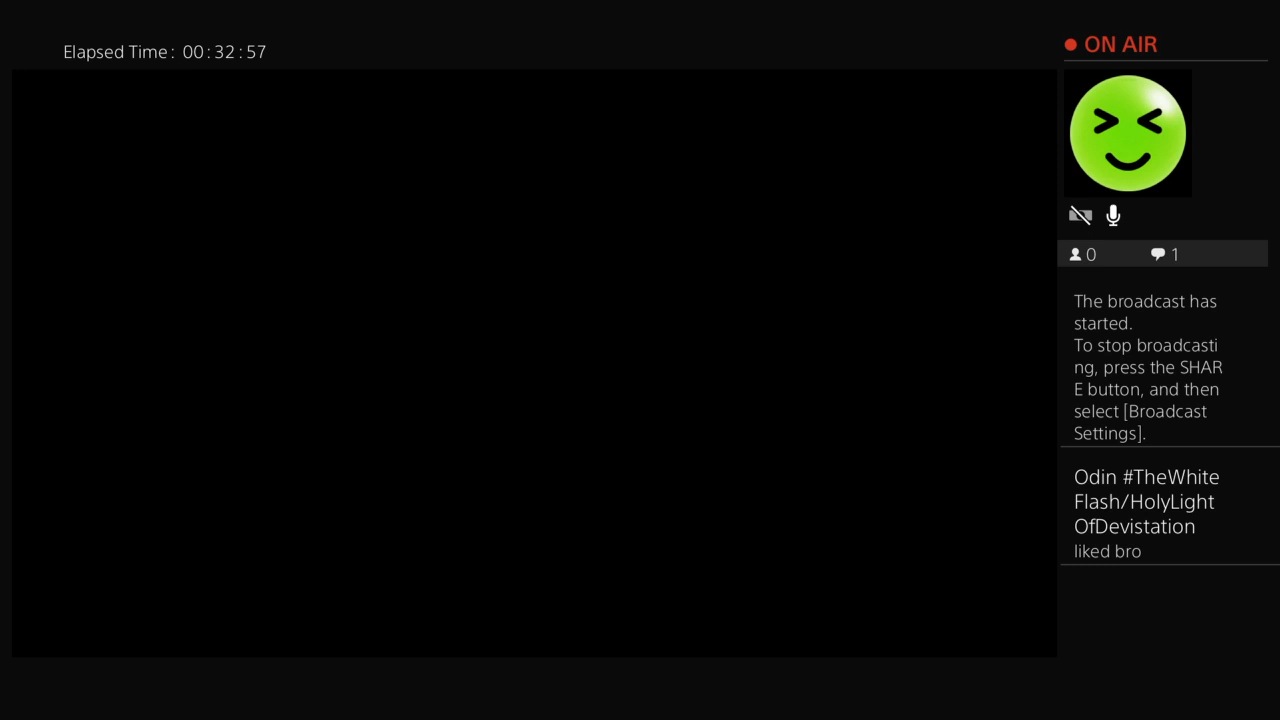 Elapsed Time: 00:32:57
ON AIR
0 1
The broadcast has
started.
To stop broadcasti
ng, press the SHAR
E button, and then
select [Broadcast
Settings].
Odin #TheWhite
Flash/HolyLight
OfDevistation
liked bro